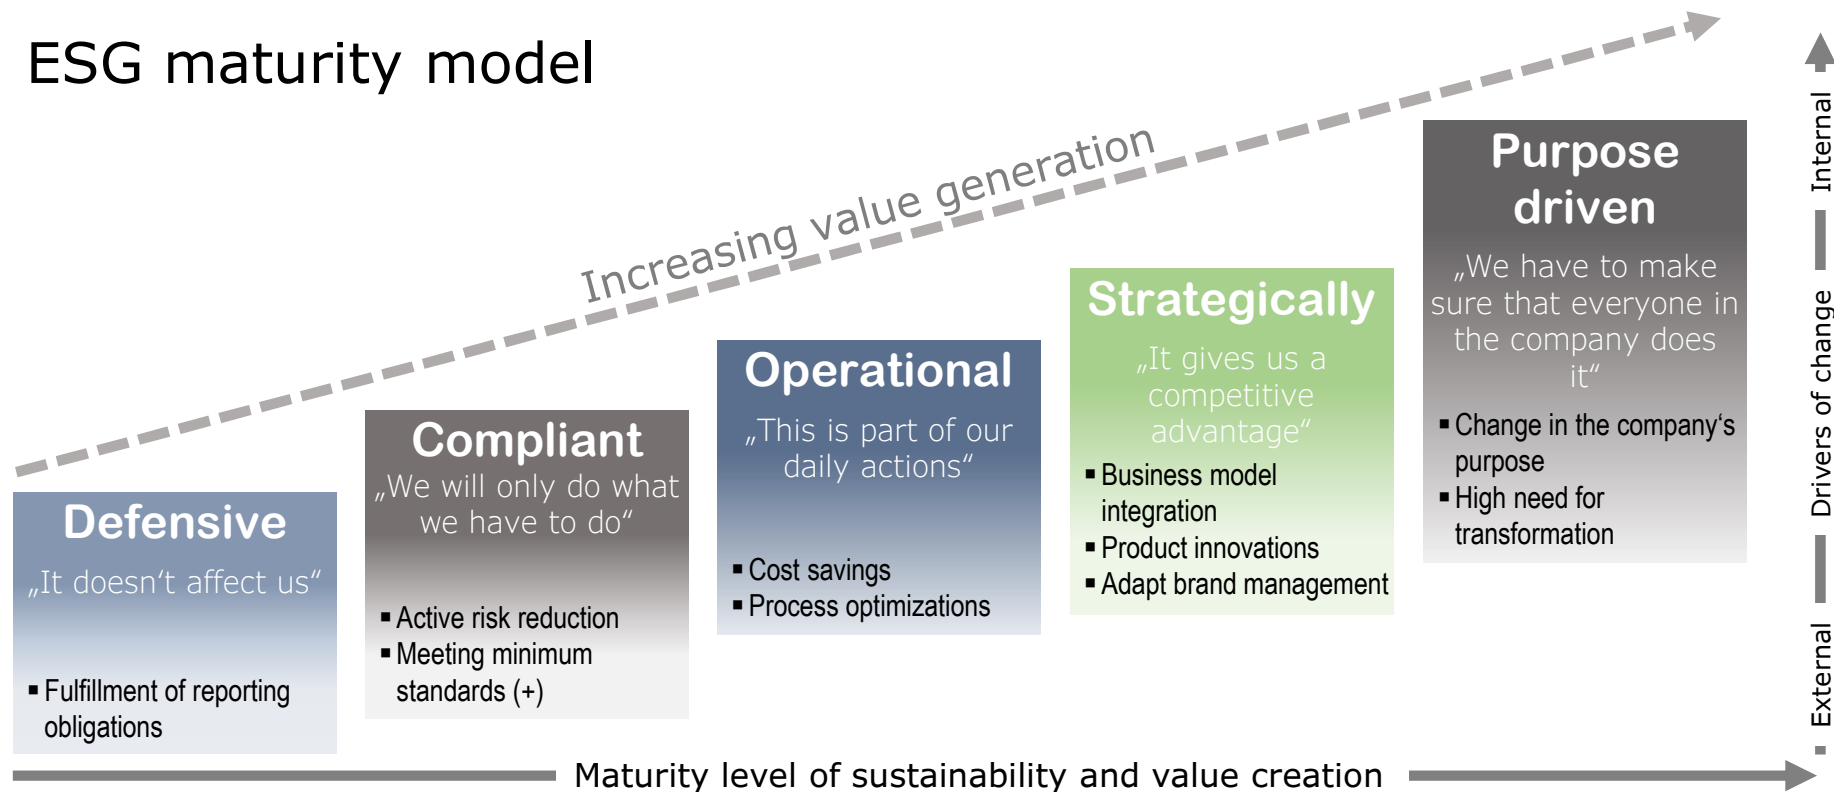 ESG maturity model
Increasing value generation
Defensive
„It doesn‘t affect us“
▪ Fulfillment of reporting
obligations
Compliant
„We will only do what
we have to do“
▪ Active risk reduction
▪ Meeting minimum
standards (+)
Operational
„This is part of our
daily actions“
▪ Cost savings
▪ Process optimizations
Strategically
„It gives us a
competitive
advantage“
▪ Business model
integration
▪ Product innovations
▪ Adapt brand management
Purpose
driven
„We have to make
sure that everyone in
the company does
it“
▪ Change in the company‘s
purpose
▪ High need for
transformation
Internal
Drivers of change
External
Maturity level of sustainability and value creation